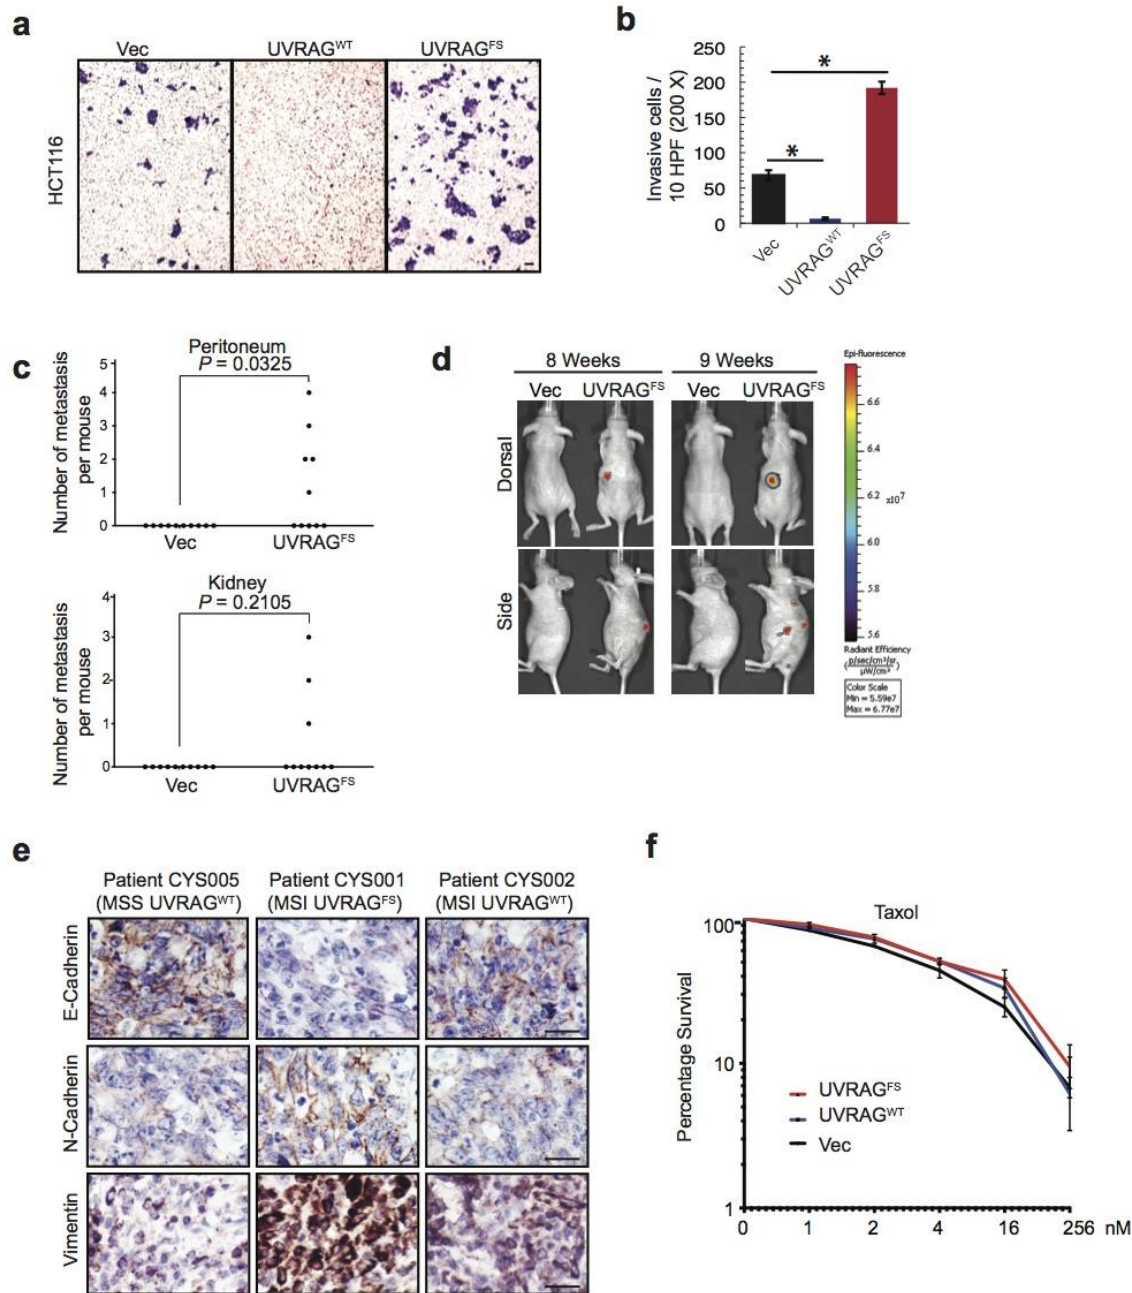 a
Vec UVRAGWT UVRAGFS
HCT116
b
Invasive cells /
10 HPF (200 X)
250
200
150
100
50
0
*
*
Vec UVRAGWT UVRAGFS
c
Peritoneum
P = 0.0325
Number of metastasis
per mouse
5
4
3
2
1
0
Vec UVRAGFS
Kidney
P = 0.2105
Number of metastasis
per mouse
4
3
2
1
0
Vec UVRAGFS
d
8 Weeks 9 Weeks
Vec UVRAGFS Vec UVRAGFS
Dorsal
Side
Epi-fluorescence
6.6
6.4
6.2 x10⁷
6.0
5.8
5.6
Radiant Efficiency
(p/sec/cm²/sr
µW/cm²)
Color Scale
Min = 5.59e7
Max = 6.77e7
e
Patient CYS005 Patient CYS001 Patient CYS002
(MSS UVRAGWT) (MSI UVRAGFS) (MSI UVRAGWT)
E-Cadherin
N-Cadherin
Vimentin
f
Taxol
Percentage Survival
100
10
1
UVRAGFS
UVRAGWT
Vec
0 1 2 4 16 256 nM